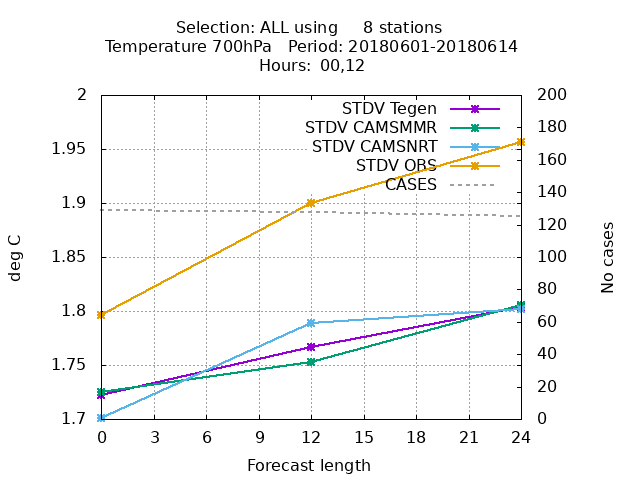 Selection: ALL using 8 stations
Temperature 700hPa Period: 20180601-20180614
Hours: 00,12
2 200
STDV Tegen
180
STDV CAMSMMR
STDV CAMSNRT
1.95
160
STDV OBS
CASES
140
1.9
120
1.85 100
80
1.8
60
1.75
40
20
1.7 0
deg C
No cases
0 3 6 9 12 15 18 21 24
Forecast length